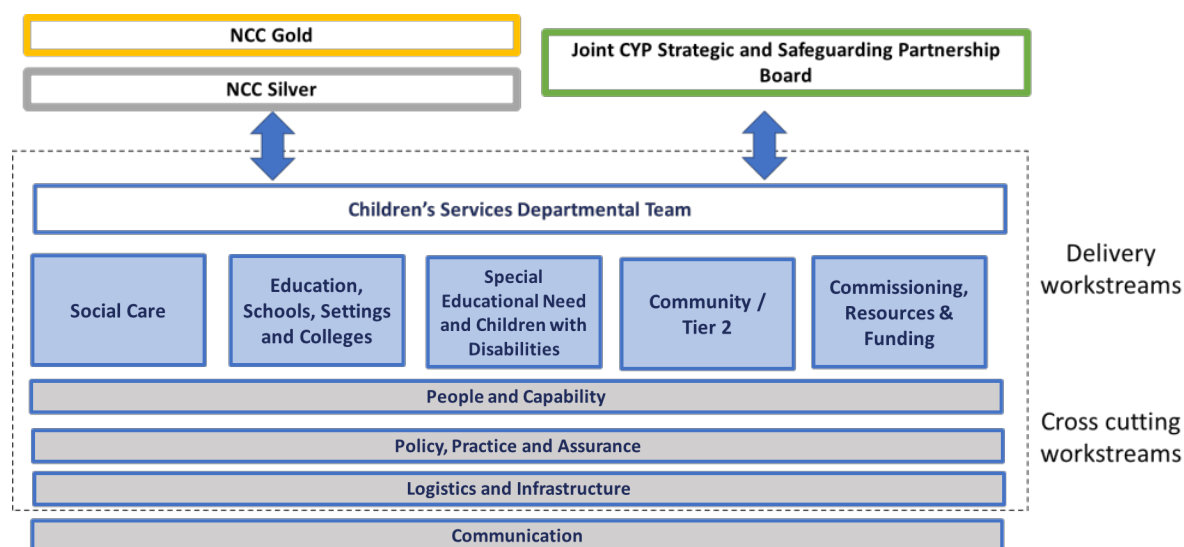 NCC Gold
NCC Silver
Joint CYP Strategic and Safeguarding Partnership
Board
Children's Services Departmental Team
Social Care
Education,
Schools, Settings
and Colleges
Special
Educational Need
and Children with
Disabilities
Community /
Tier 2
Commissioning,
Resources &
Funding
Delivery
workstreams
People and Capability
Policy, Practice and Assurance
Logistics and Infrastructure
Communication
Cross cutting
workstreams